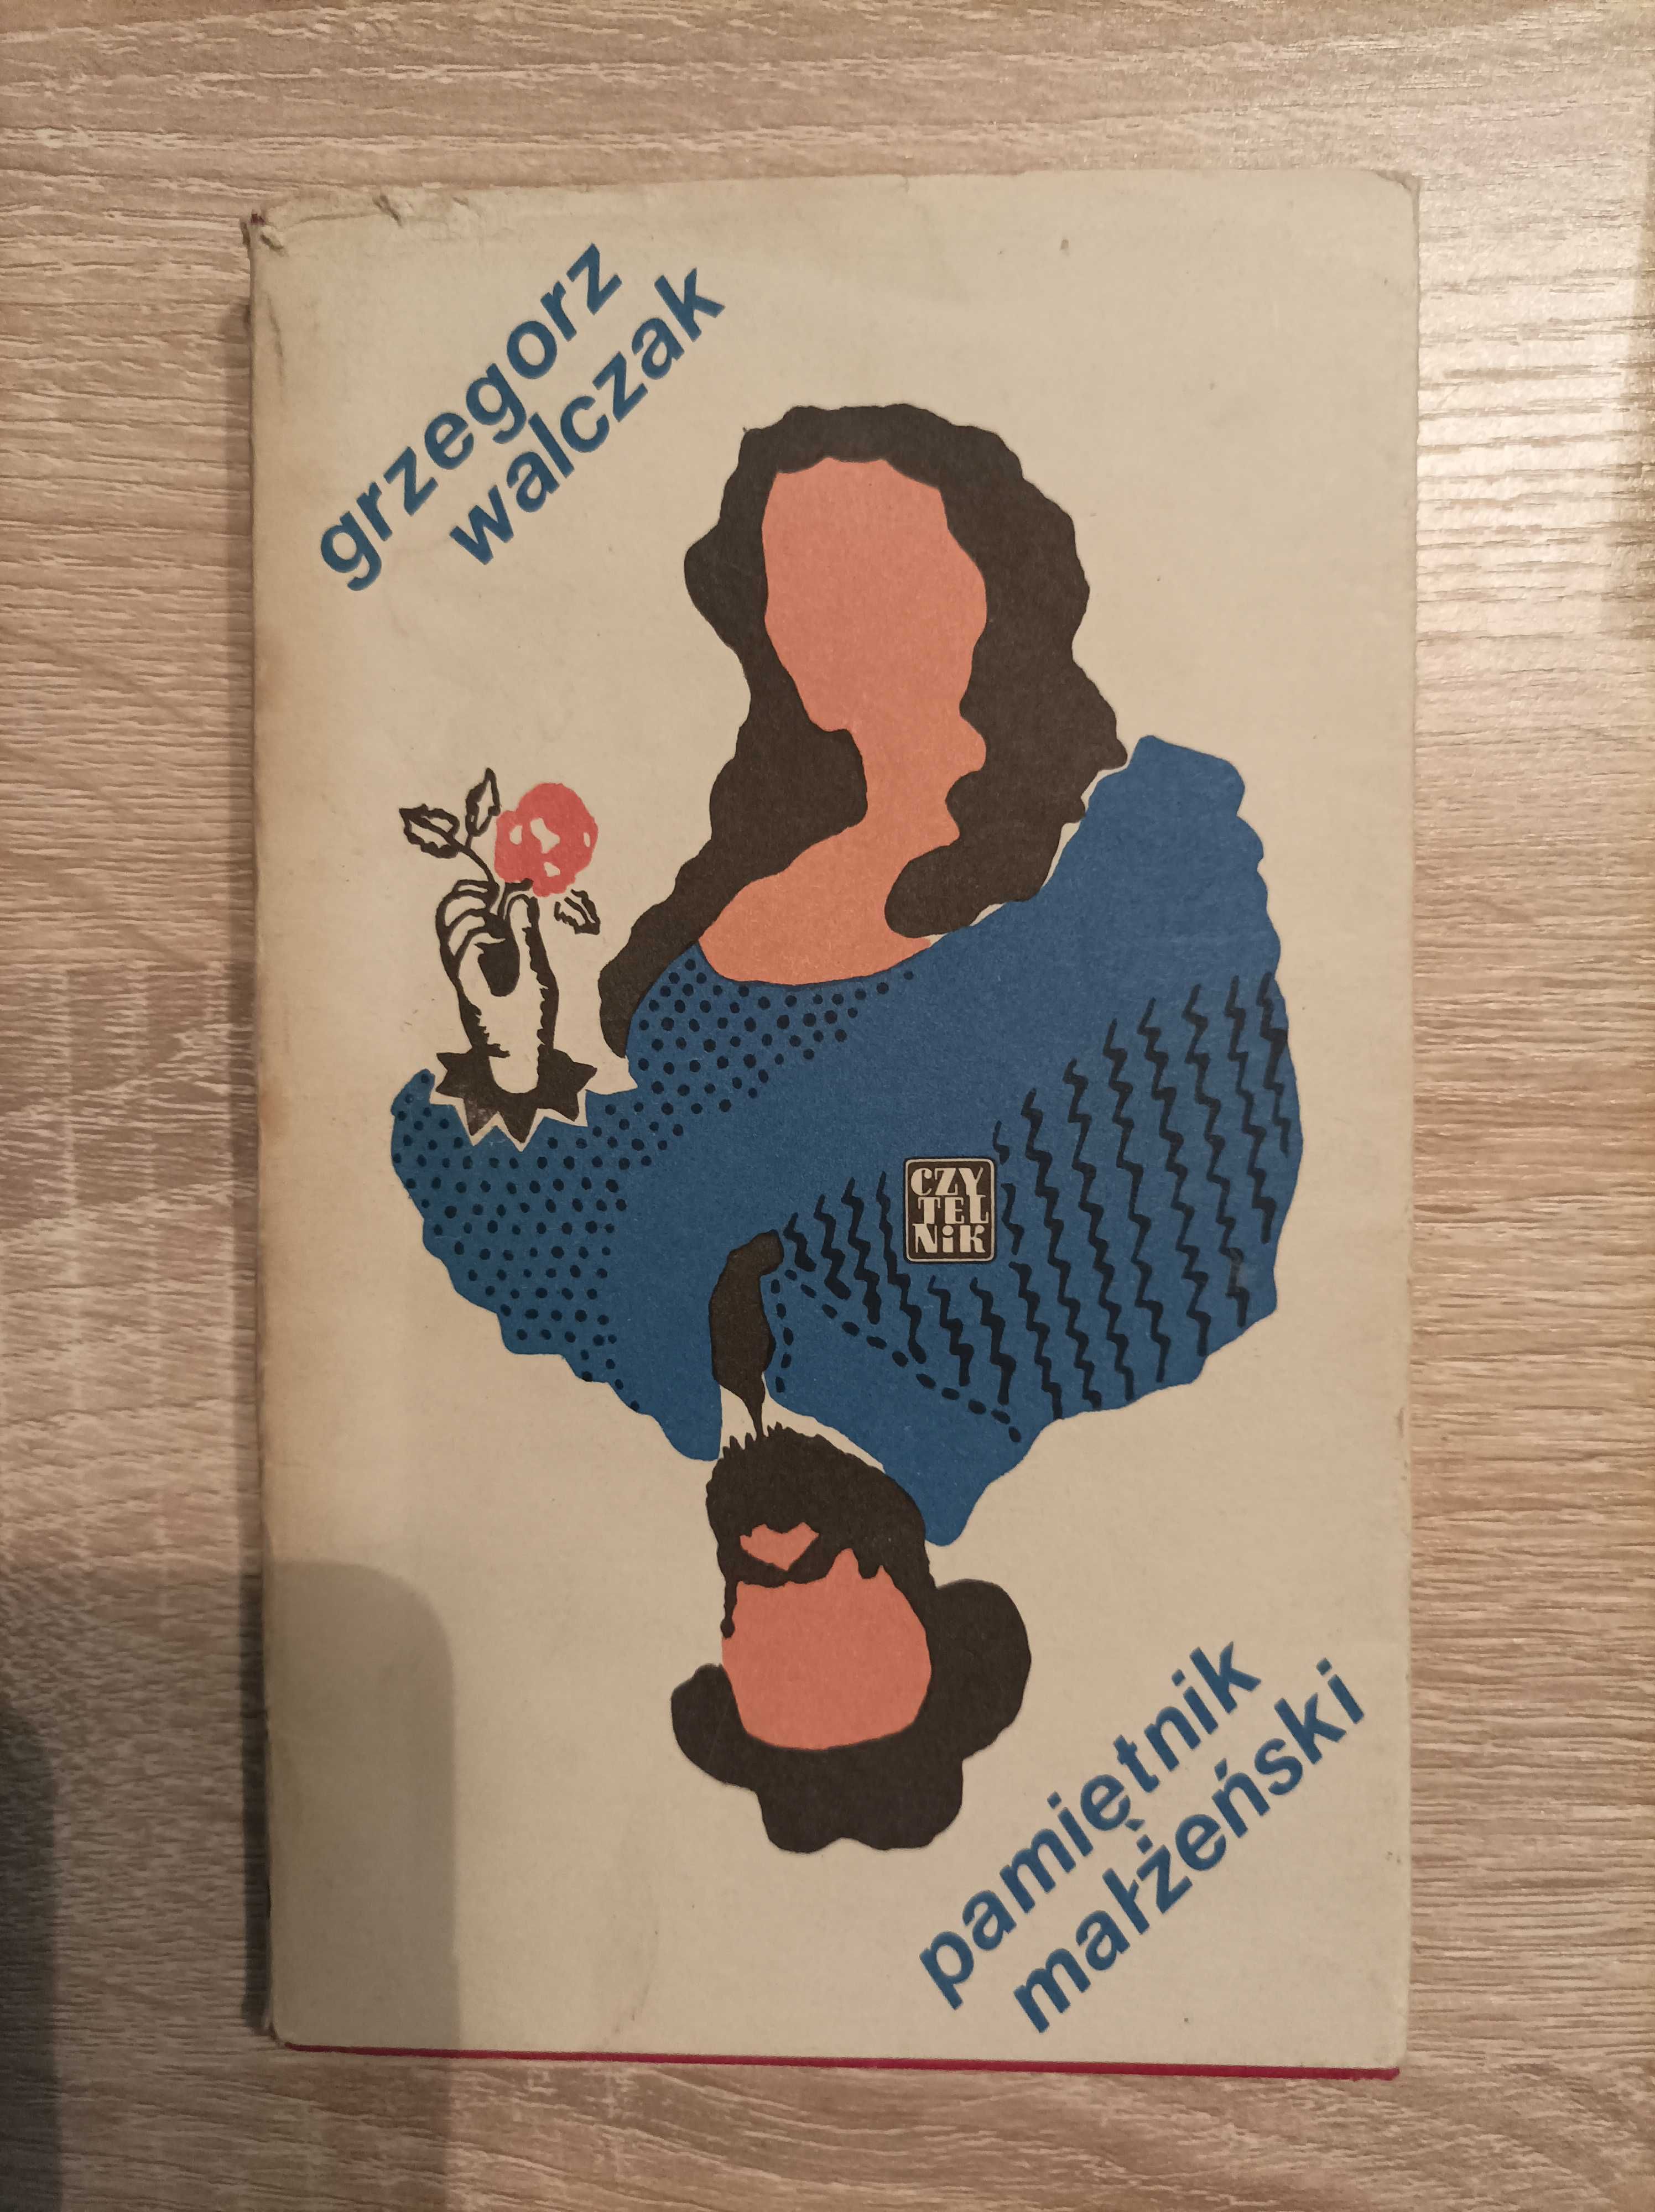 grzegorz
walczak
CZY
TEL
NiK
pamiętnik
małżeński